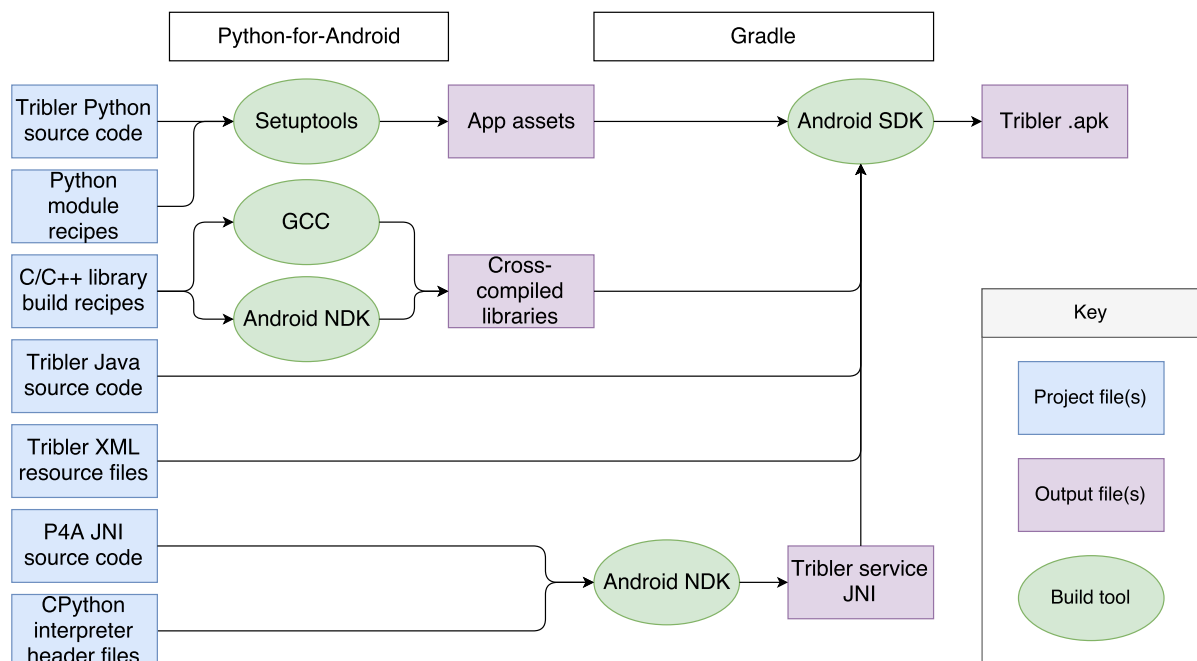 Python-for-Android
Gradle
Tribler Python
source code
Setuptools
App assets
Android SDK
Tribler .apk
Python
module
recipes
GCC
C/C++ library
build recipes
Cross-
compiled
libraries
Android NDK
Key
Tribler Java
source code
Project file(s)
Tribler XML
resource files
Output file(s)
P4A JNI
source code
Android NDK
Tribler service
JNI
Build tool
CPython
interpreter
header files